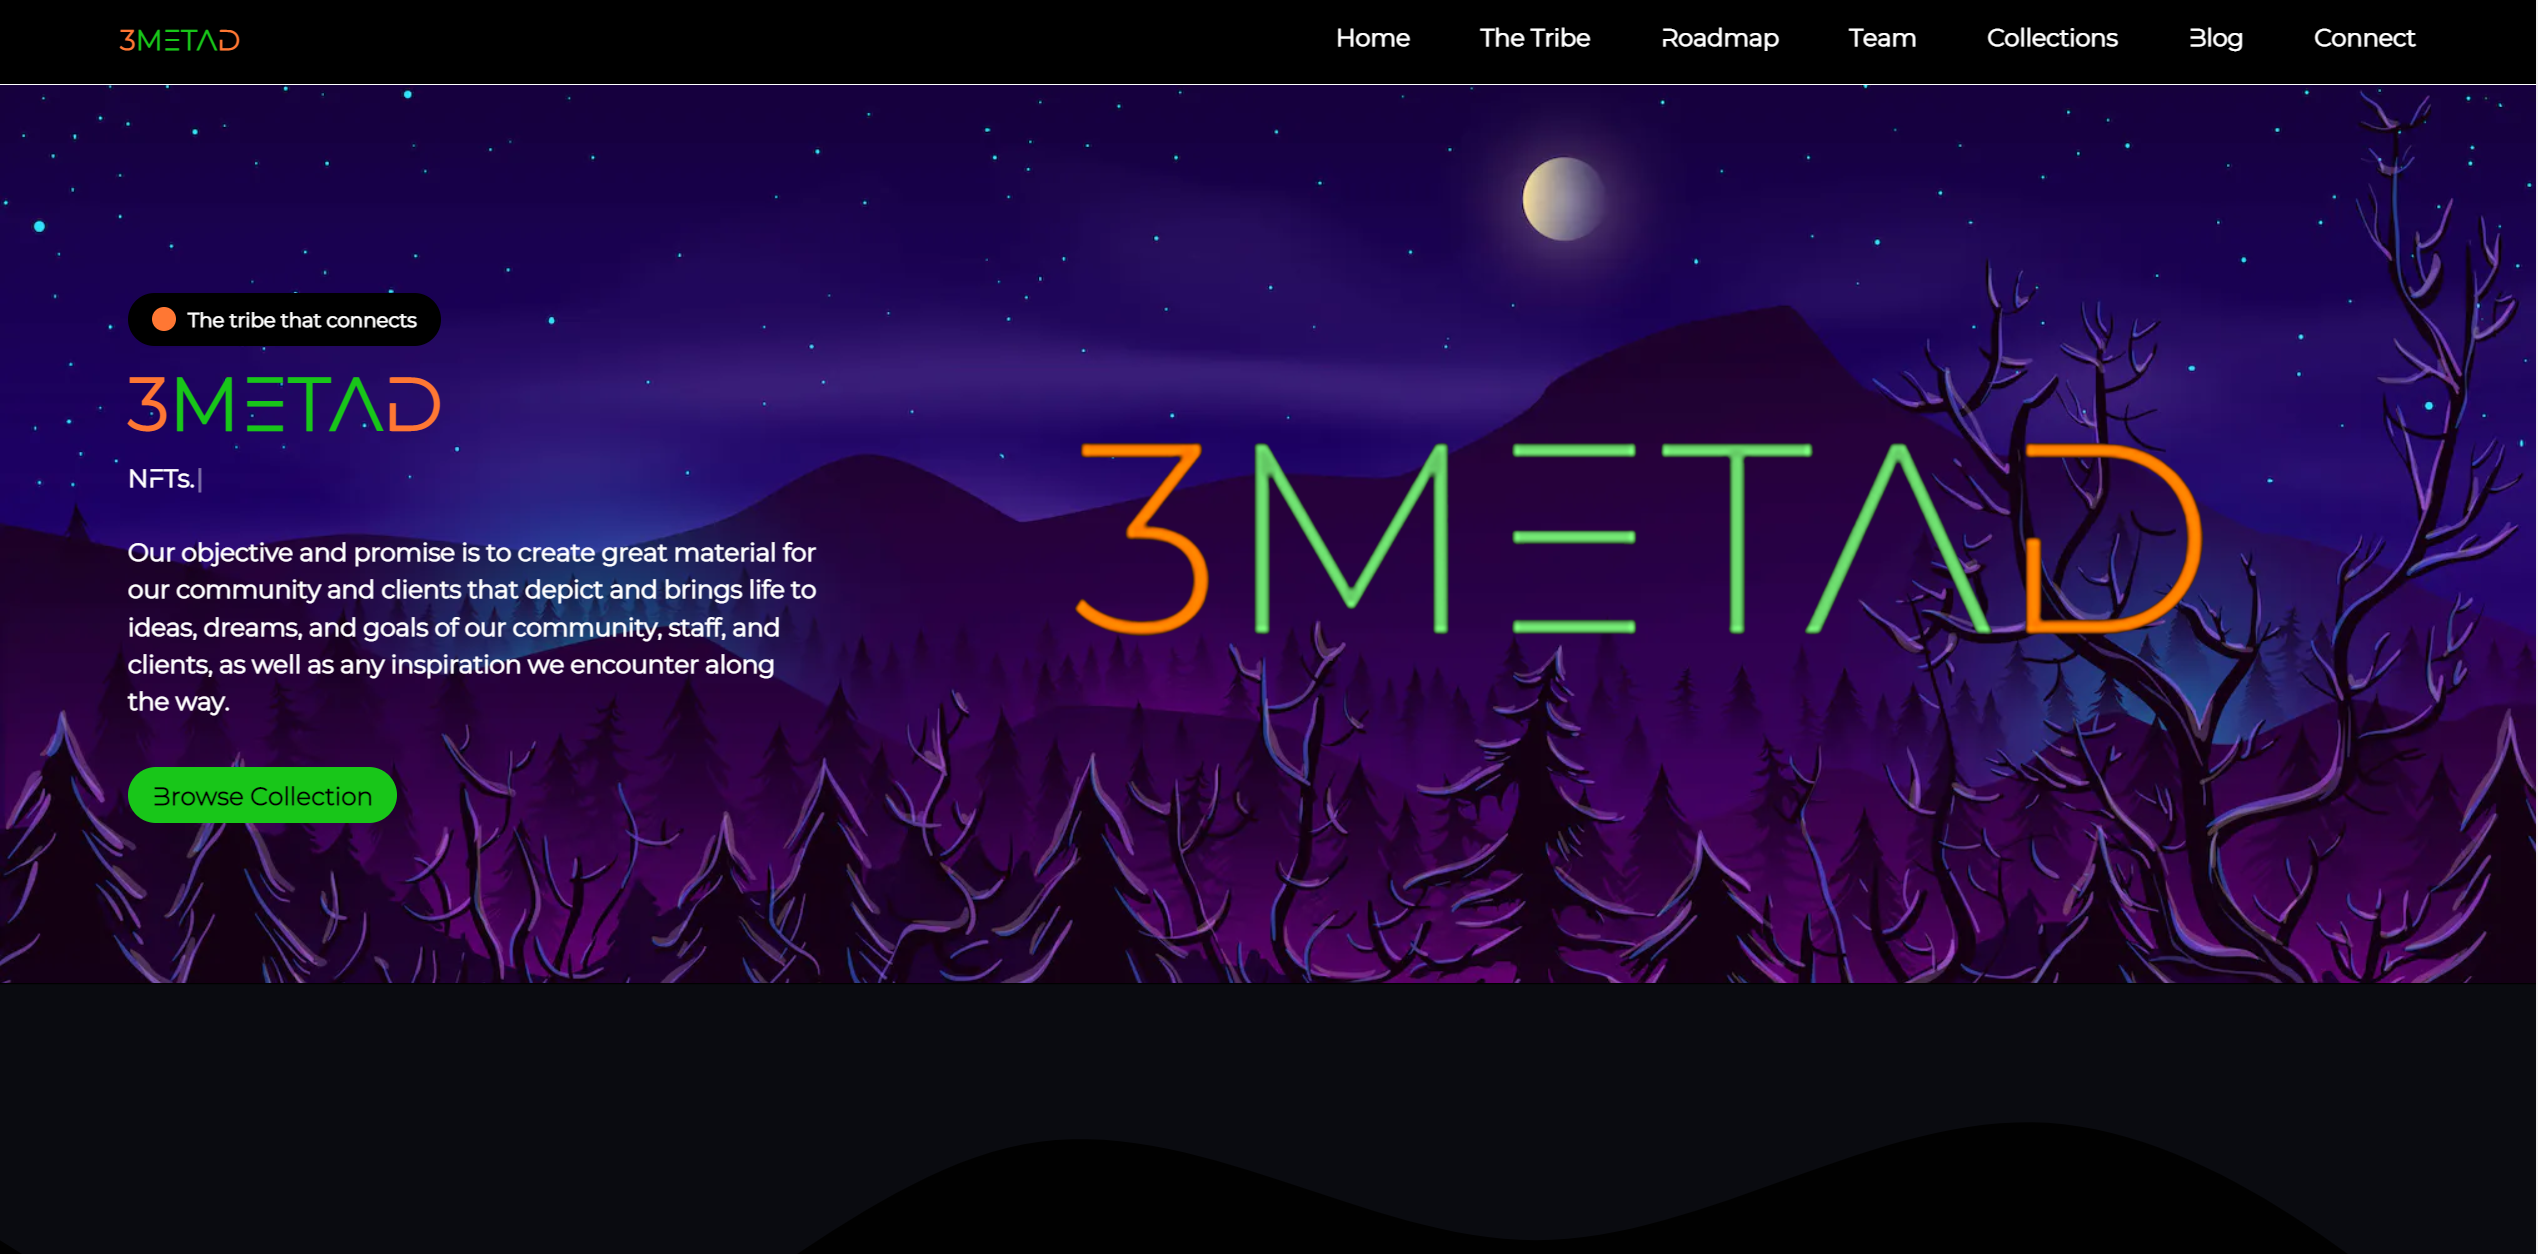 3METAD
Home The Tribe Roadmap Team Collections Blog Connect
The tribe that connects
3METAD
NFTs.|
3METAD
Our objective and promise is to create great material for
our community and clients that depict and brings life to
ideas, dreams, and goals of our community, staff, and
clients, as well as any inspiration we encounter along
the way.
Browse Collection